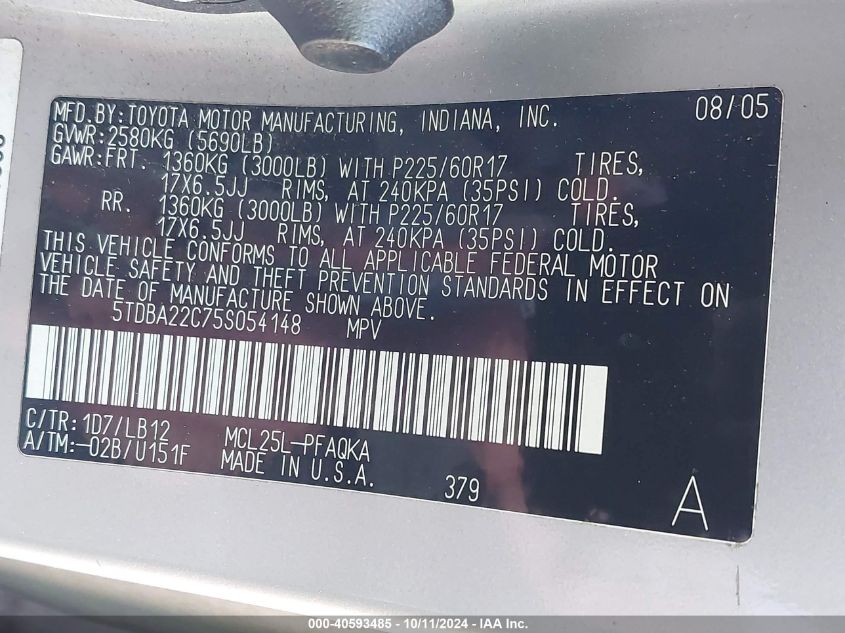 MFD.BY:TOYOTA MOTOR MANUFACTURING, INDIANA, INC. 08/05
GVWR:2580KG (5690LB)
GAWR:FRT. 1360KG (3000LB) WITH P225/60R17 TIRES,
17X6.5JJ RIMS, AT 240KPA (35PSI) COLD.
RR. 1360KG (3000LB) WITH P225/60R17 TIRES,
17X6.5JJ RIMS, AT 240KPA (35PSI) COLD.
THIS VEHICLE CONFORMS TO ALL APPLICABLE FEDERAL MOTOR
VEHICLE SAFETY AND THEFT PREVENTION STANDARDS IN EFFECT ON
THE DATE OF MANUFACTURE SHOWN ABOVE.
5TDBA22C75S054148 MPV
C/TR: 1D7/LB12 MCL25L-PFAQKA
A/TM:-02B/U151F MADE IN U.S.A. 379 A
000-40593485 - 10/11/2024 - IAA Inc.